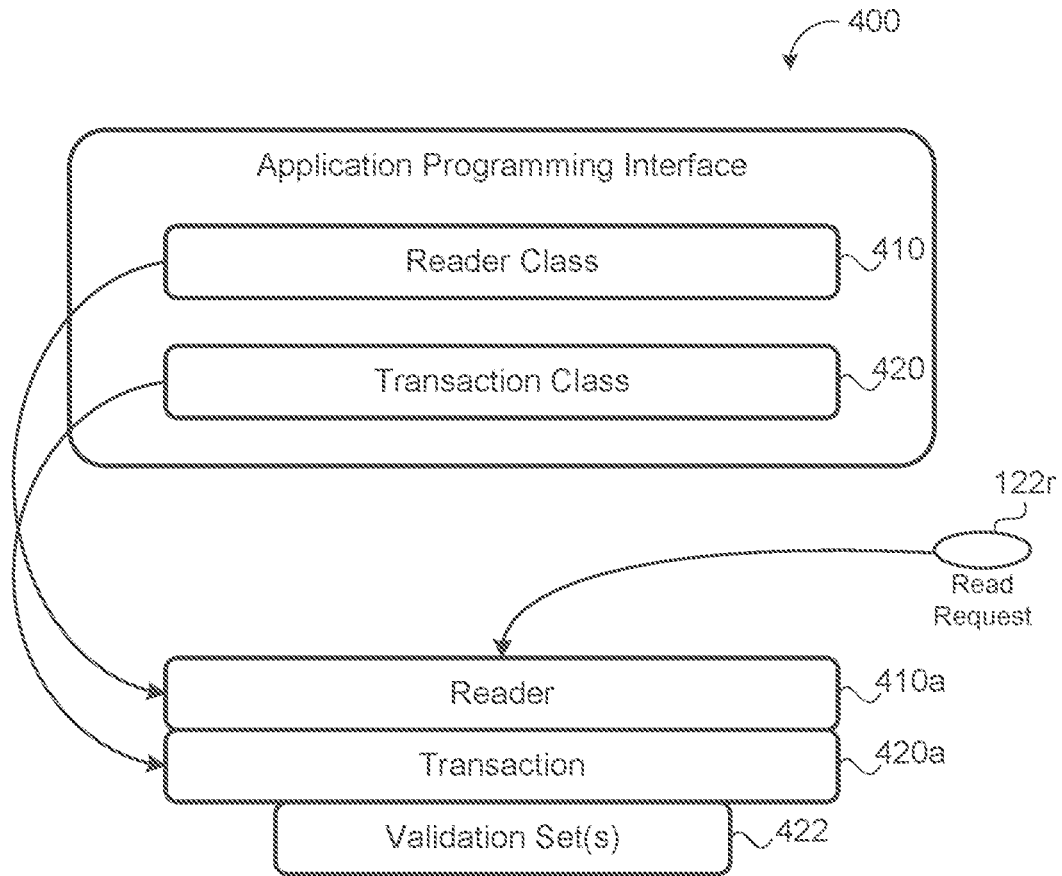 400
Application Programming Interface
Reader Class
410
Transaction Class
420
122r
Read
Request
Reader
410a
Transaction
420a
Validation Set(s)
422